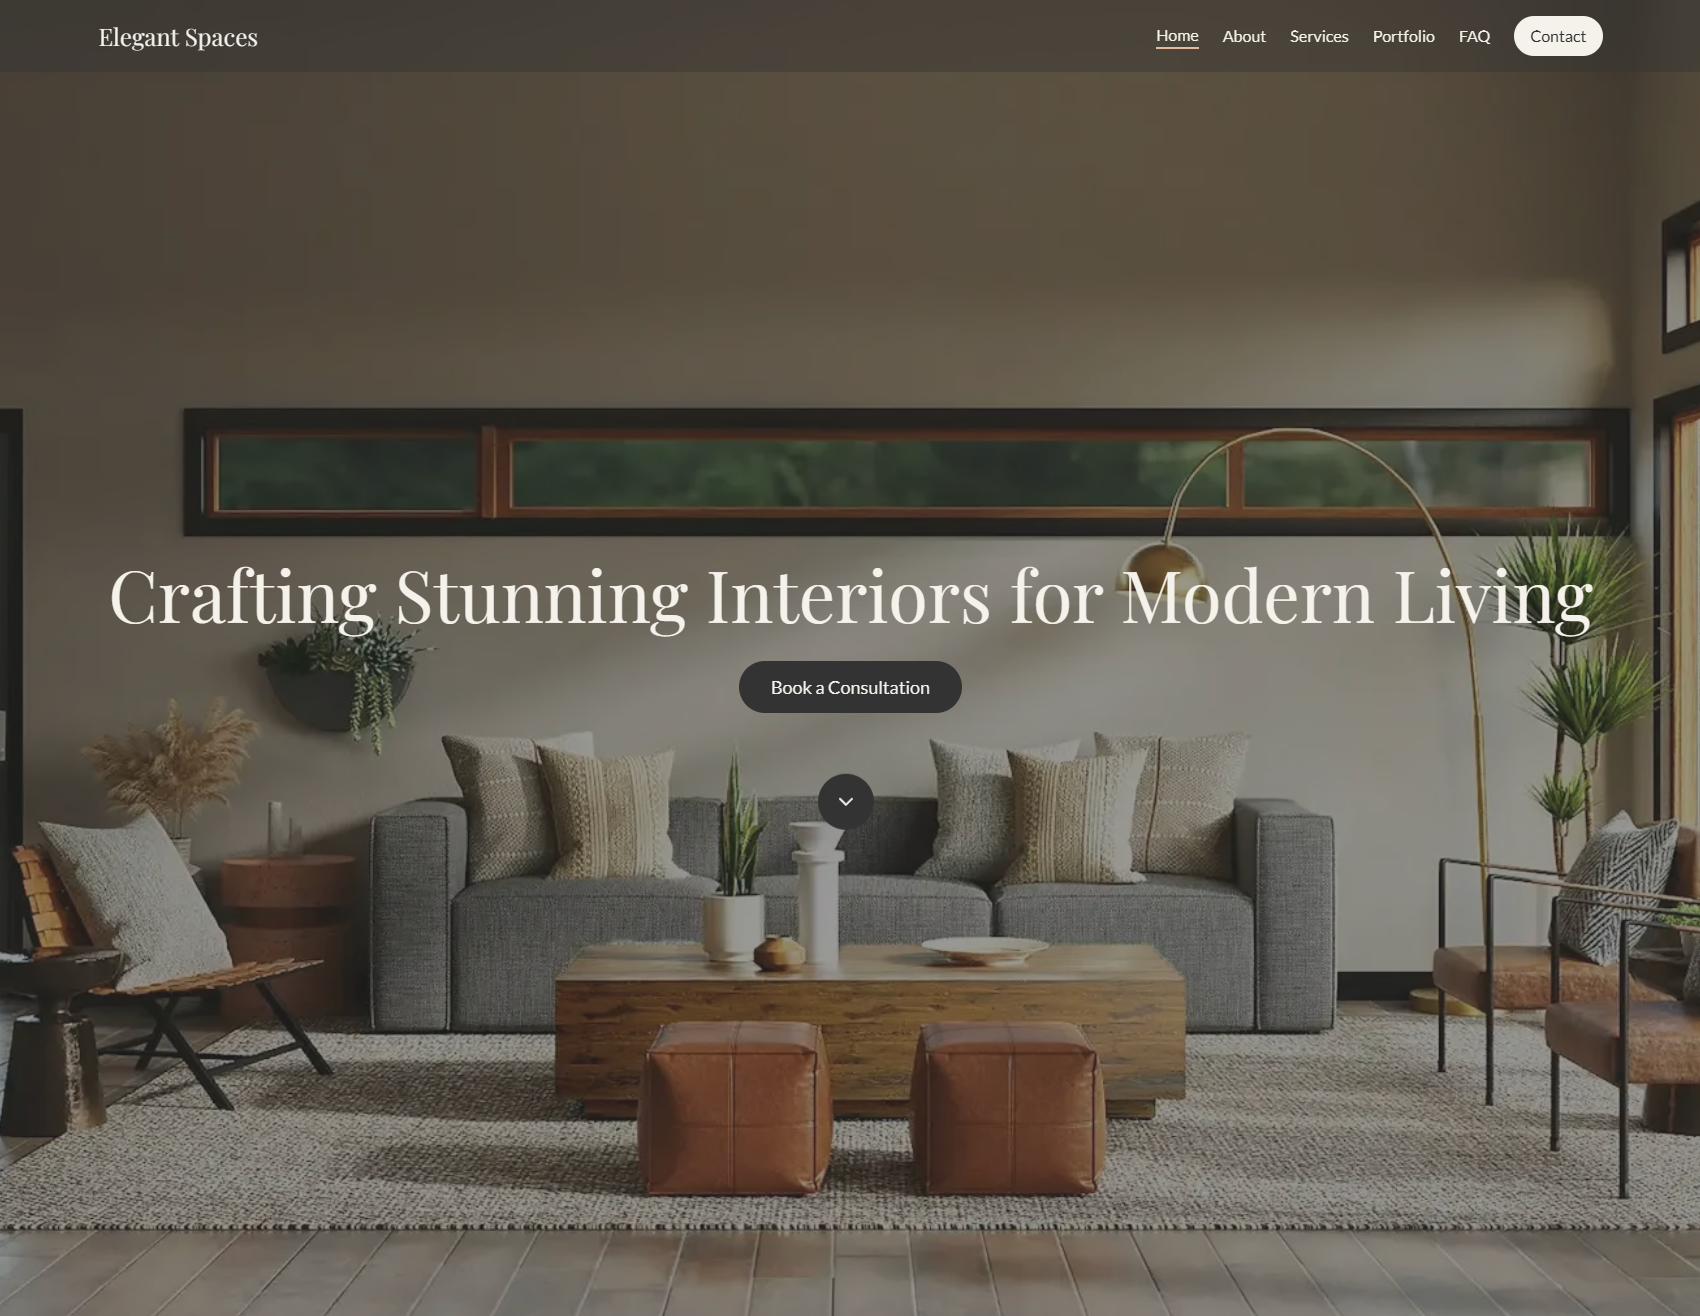 Elegant Spaces
Home About Services Portfolio FAQ Contact
Crafting Stunning Interiors for Modern Living
Book a Consultation